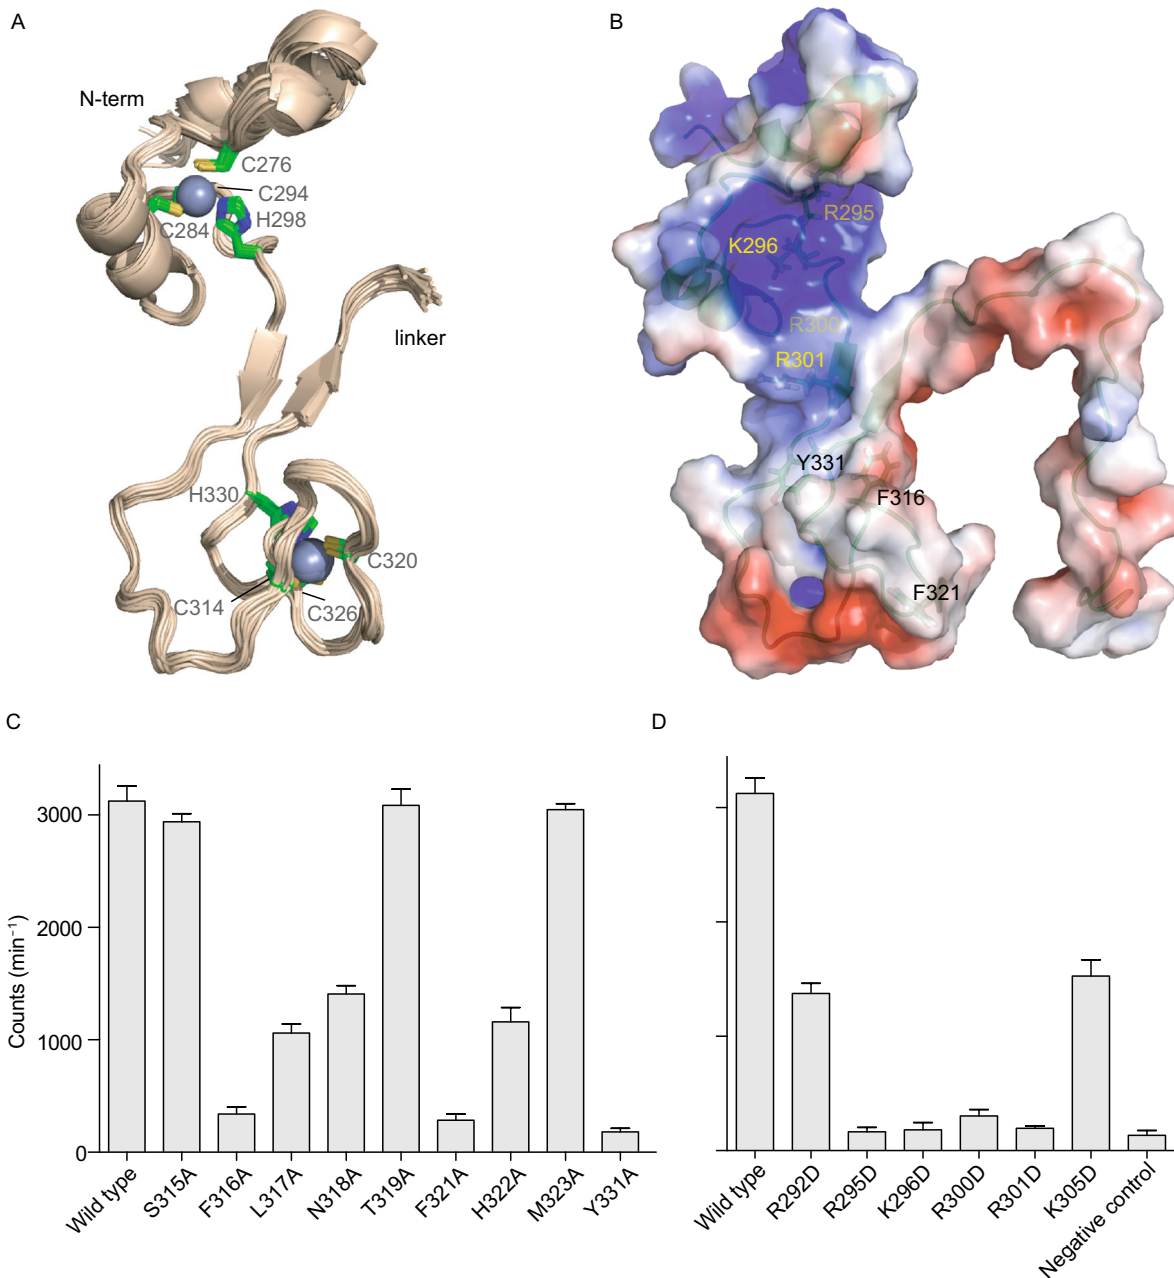 A
N-term
C276
C294
C284
H298
linker
H330
C320
C314
C326
B
R295
K296
R300
R301
Y331
F316
F321
C
Counts (min⁻¹)
3000
2000
1000
0
Wild type
S315A
F316A
L317A
N318A
T319A
F321A
H322A
M323A
Y331A
D
Wild type
R292D
R295D
K296D
R300D
R301D
K305D
Negative control